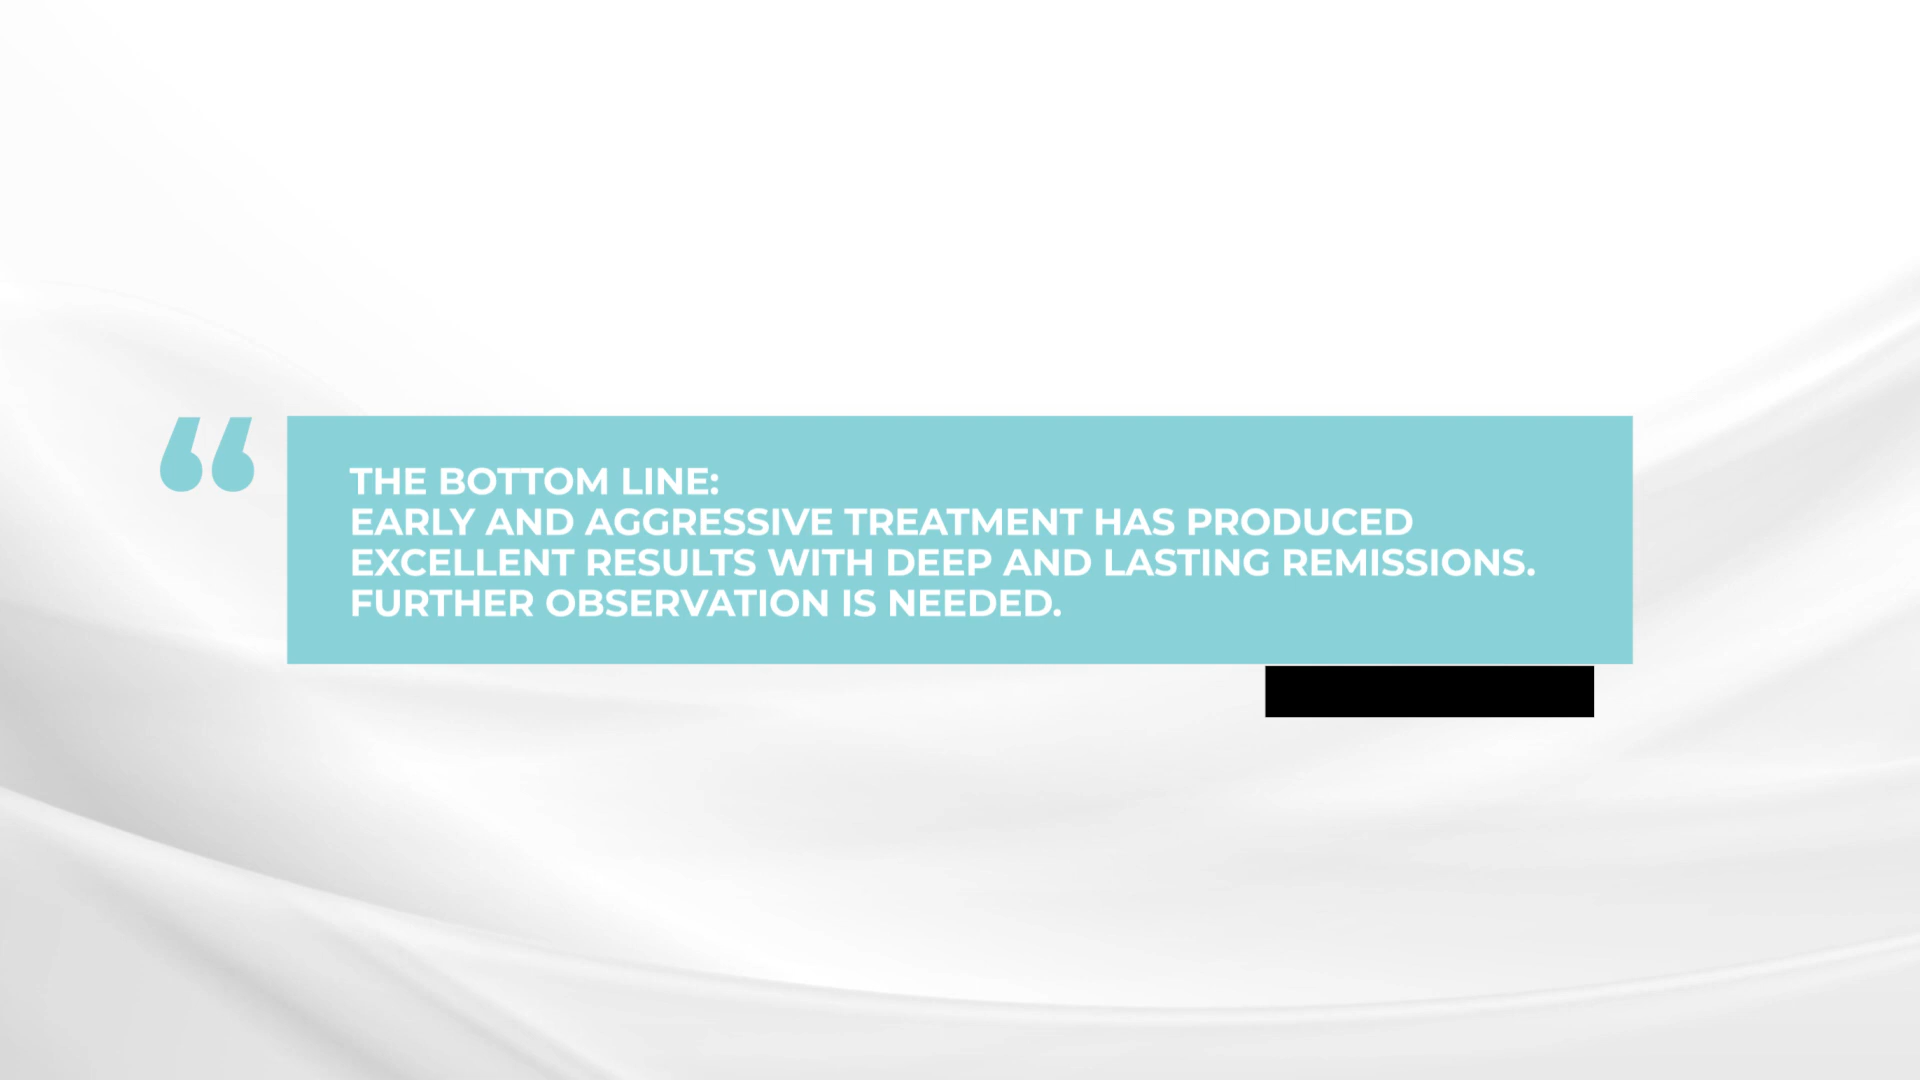 “
THE BOTTOM LINE:
EARLY AND AGGRESSIVE TREATMENT HAS PRODUCED
EXCELLENT RESULTS WITH DEEP AND LASTING REMISSIONS.
FURTHER OBSERVATION IS NEEDED.